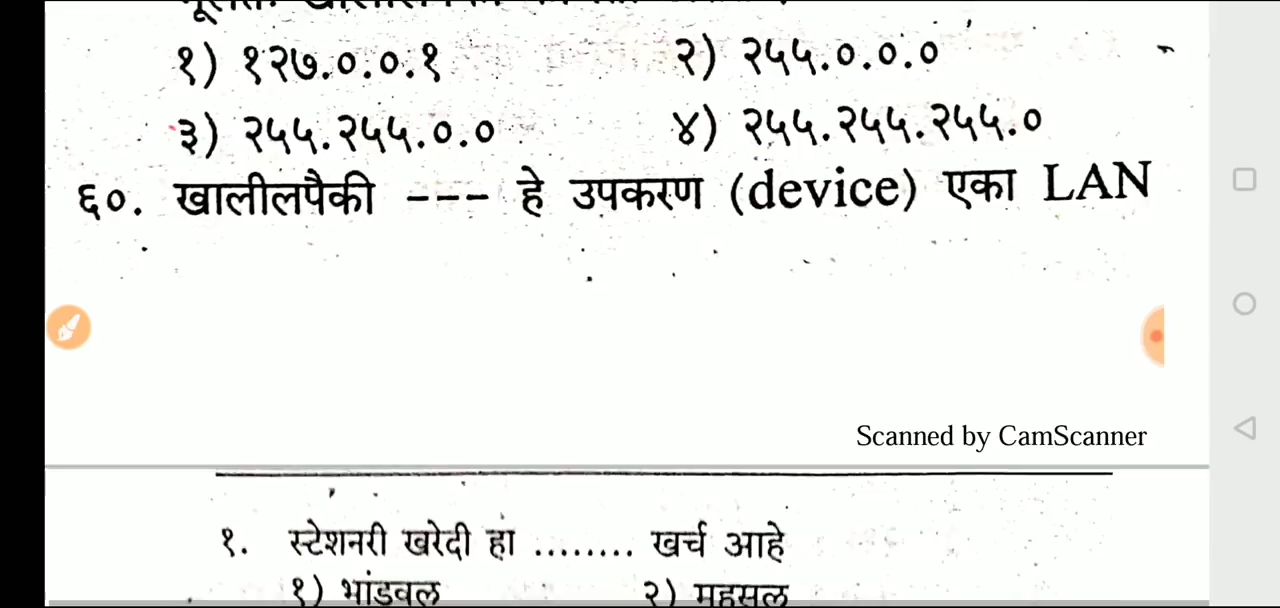 १) १२७.०.०.१ २) २५५.०.०.०
३) २५५.२५५.०.० ४) २५५.२५५.२५५.०
६०. खालीलपैकी --- हे उपकरण (device) एका LAN
Scanned by CamScanner
१. स्टेशनरी खरेदी हा ........ खर्च आहे
१) भांडवल २) महसूल